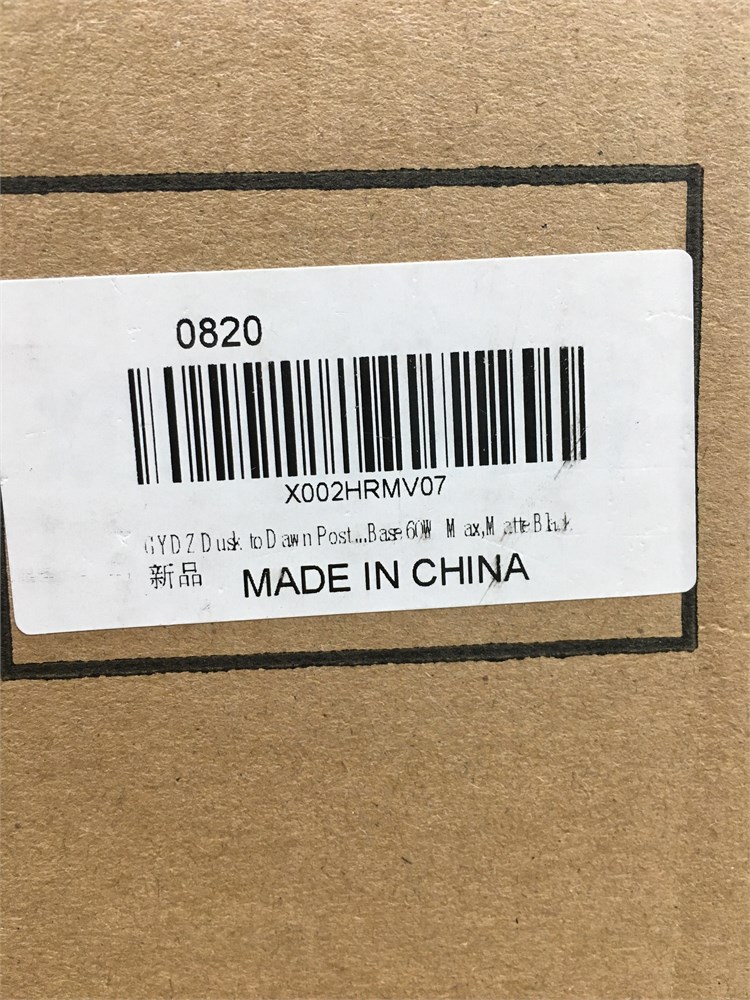 0820
X002HRMV07
GYDZ Dusk to Dawn Post...Base 60W Max,Matte Black
新品 MADE IN CHINA